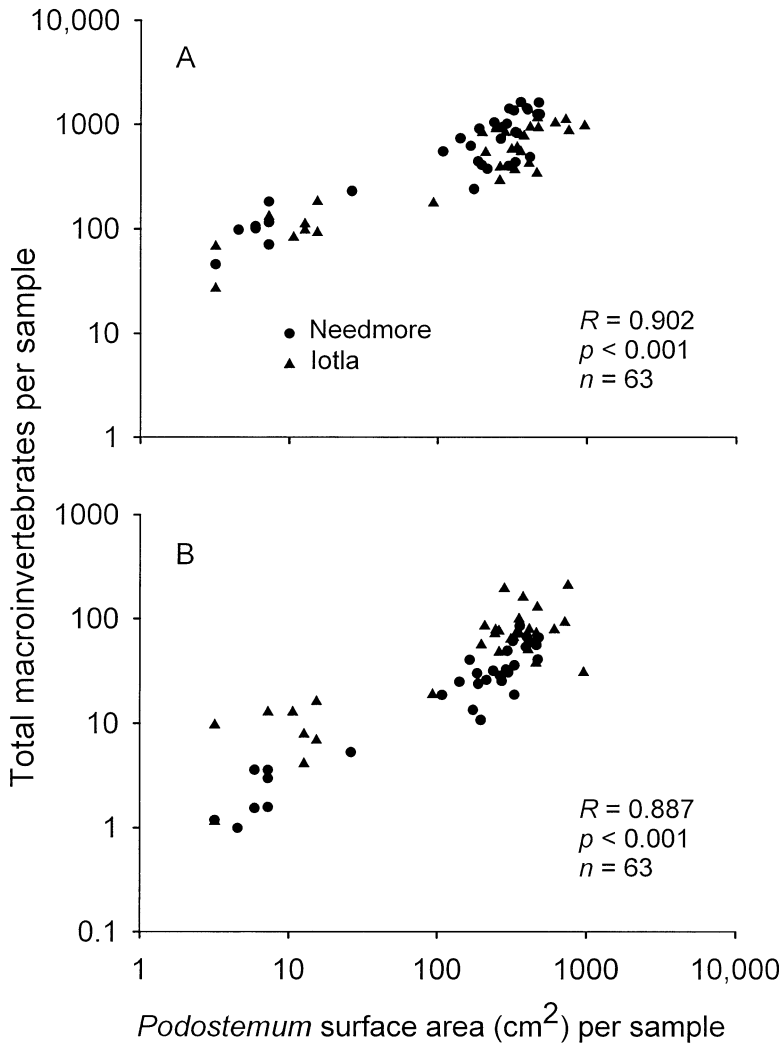 10,000
A
1000
100
10
1
Needmore
Iotla
R = 0.902
p < 0.001
n = 63
Total macroinvertebrates per sample
1000
B
100
10
1
0.1
R = 0.887
p < 0.001
n = 63
1 10 100 1000 10,000
Podostemum surface area (cm2) per sample